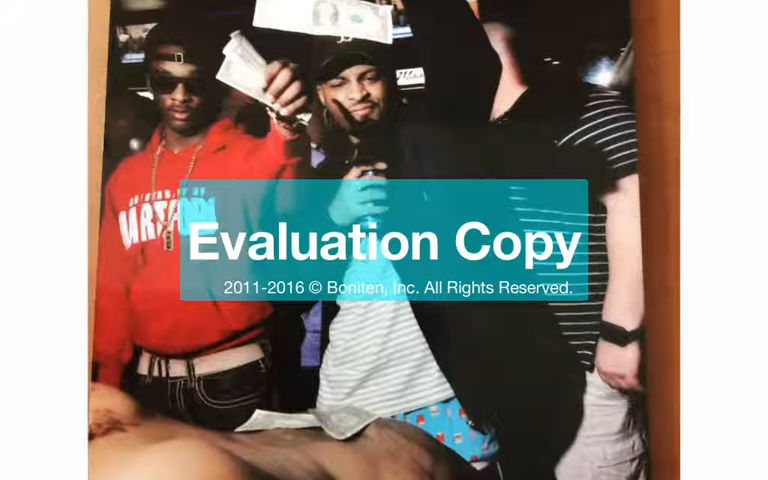 Evaluation Copy
2011-2016 © Boniten, Inc. All Rights Reserved.